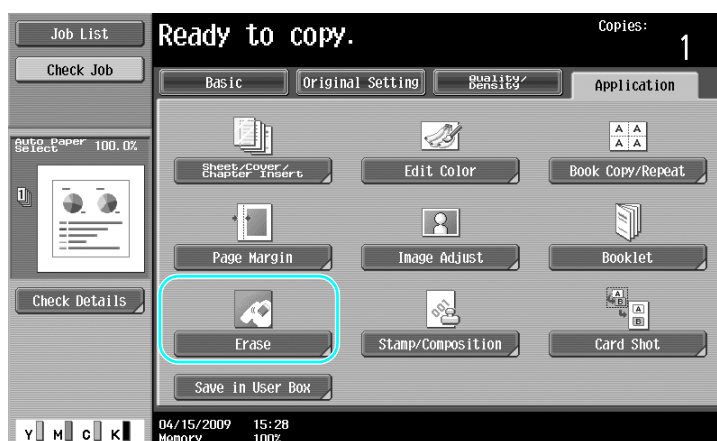 Job List
Check Job
Ready to copy.
Copies:
1
Basic
Original Setting
Quality/
Density
Application
Auto Paper
Select
100.0%
1
Sheet/Cover/
Chapter Insert
Edit Color
A A
A A
Book Copy/Repeat
Page Margin
Image Adjust
Booklet
Check Details
Erase
001
Stamp/Composition
A
B
A
B
Card Shot
Save in User Box
Y M C K
04/15/2009 15:28
Memory 100%